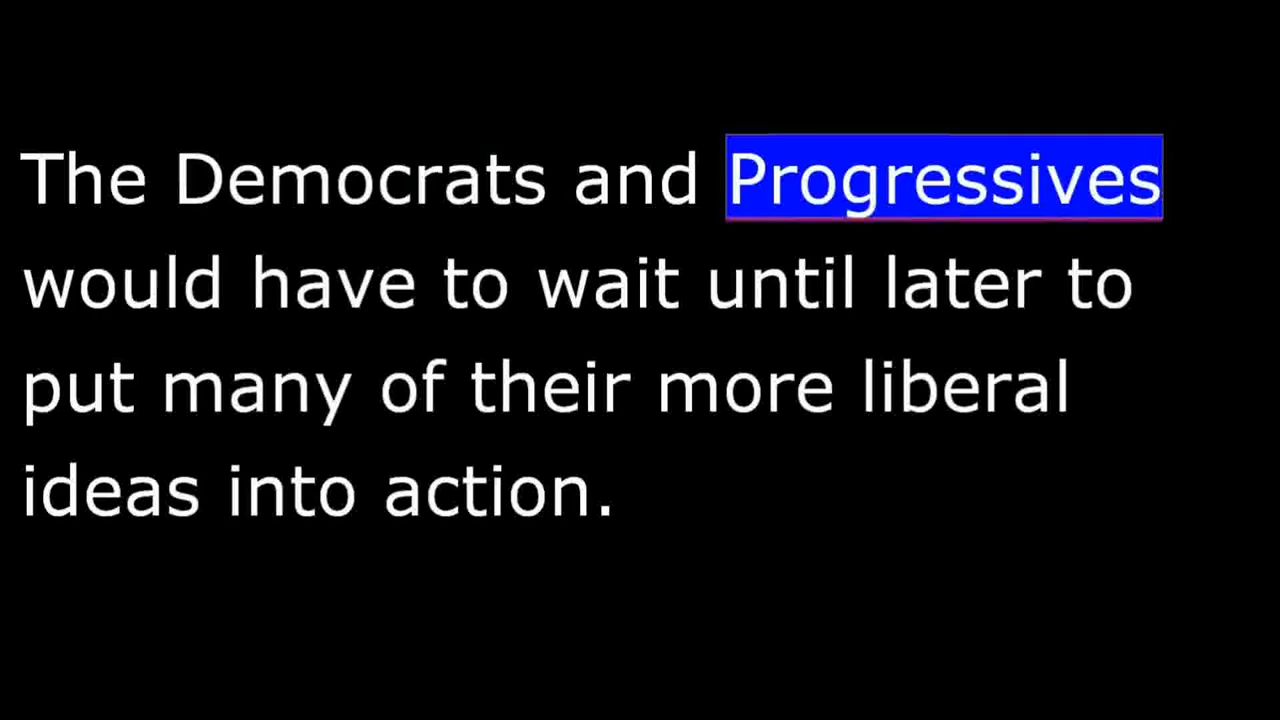 The Democrats and Progressives
would have to wait until later to
put many of their more liberal
ideas into action.